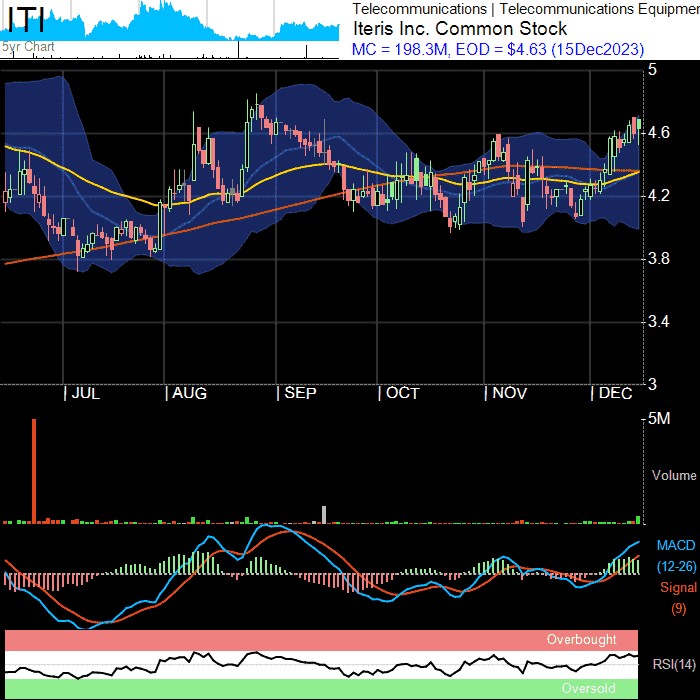 ITI
5yr Chart
Telecommunications | Telecommunications Equipmen
Iteris Inc. Common Stock
MC = 198.3M, EOD = $4.63 (15Dec2023)
5
4.6
4.2
3.8
3.4
3
| JUL | AUG | SEP | OCT | NOV | DEC
5M
Volume
MACD
(12-26)
Signal
(9)
Overbought
RSI(14)
Oversold